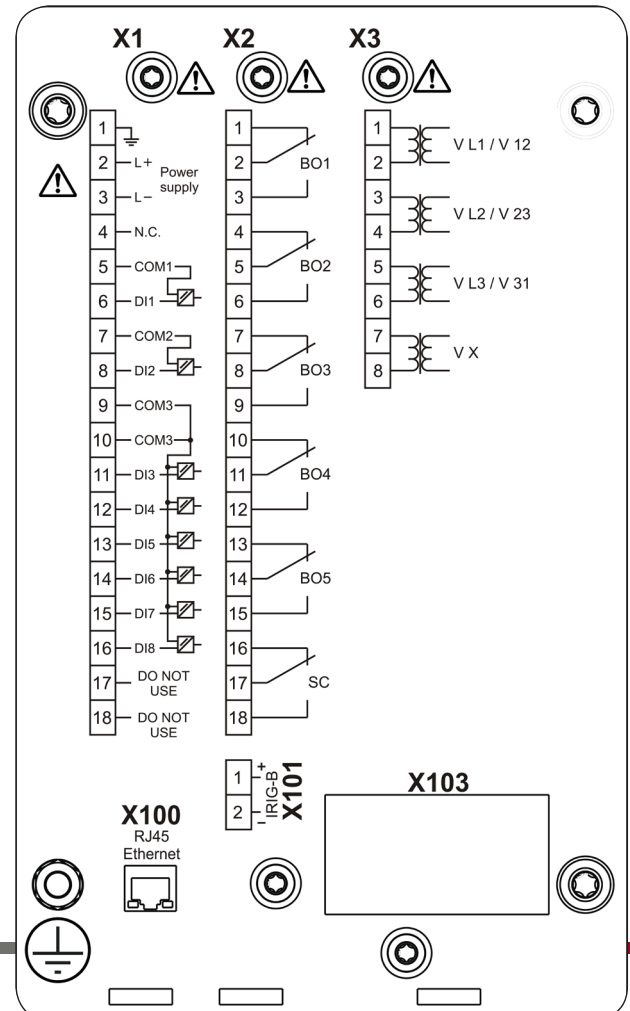 X1
X2
X3
1
2 L+ Power supply
3 L−
4 N.C.
5 COM1
6 DI1
7 COM2
8 DI2
9 COM3
10 COM3
11 DI3
12 DI4
13 DI5
14 DI6
15 DI7
16 DI8
17 DO NOT
USE
18 DO NOT
USE
1
2 BO1
3
4
5 BO2
6
7
8 BO3
9
10
11 BO4
12
13
14 BO5
15
16
17 SC
18
1
V L1 / V 12
2
3
V L2 / V 23
4
5
V L3 / V 31
6
7
V X
8
1 +
2 −
IRIG-B
X101
X100
RJ45
Ethernet
X103